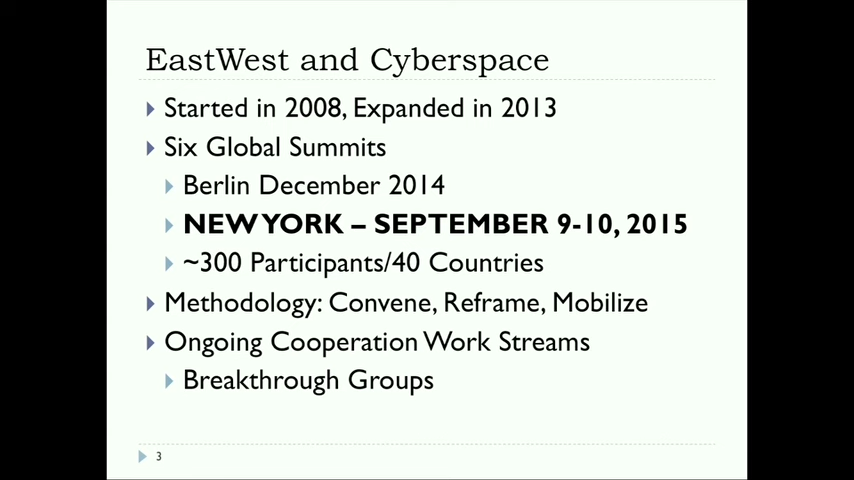 EastWest and Cyberspace
Started in 2008, Expanded in 2013
Six Global Summits
Berlin December 2014
NEW YORK – SEPTEMBER 9-10, 2015
~300 Participants/40 Countries
Methodology: Convene, Reframe, Mobilize
Ongoing Cooperation Work Streams
Breakthrough Groups
3